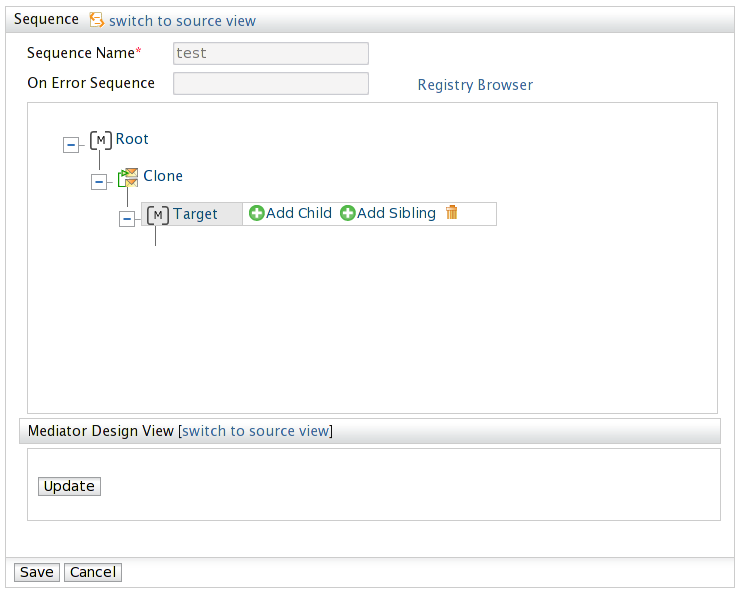 Sequence switch to source view
Sequence Name* test
On Error Sequence Registry Browser
[M] Root
Clone
[M] Target Add Child Add Sibling
Mediator Design View [switch to source view]
Update
Save Cancel